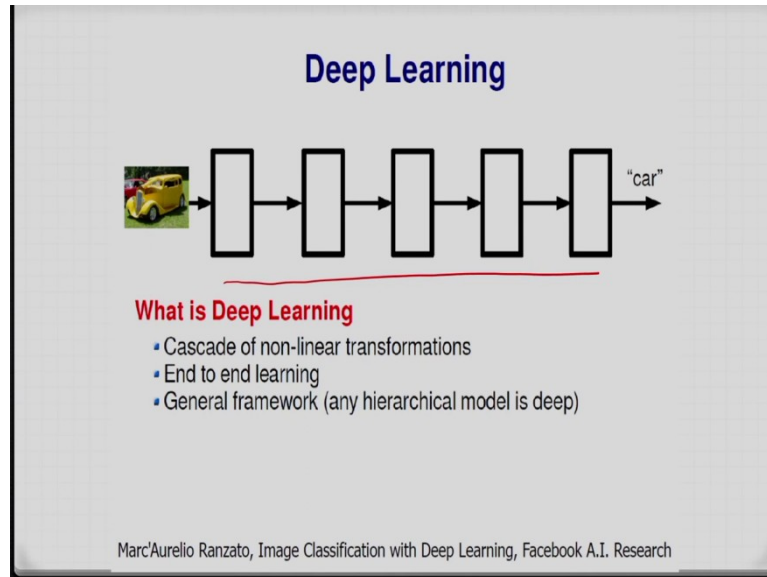 Deep Learning
"car"
What is Deep Learning
▪ Cascade of non-linear transformations
▪ End to end learning
▪ General framework (any hierarchical model is deep)
Marc'Aurelio Ranzato, Image Classification with Deep Learning, Facebook A.I. Research